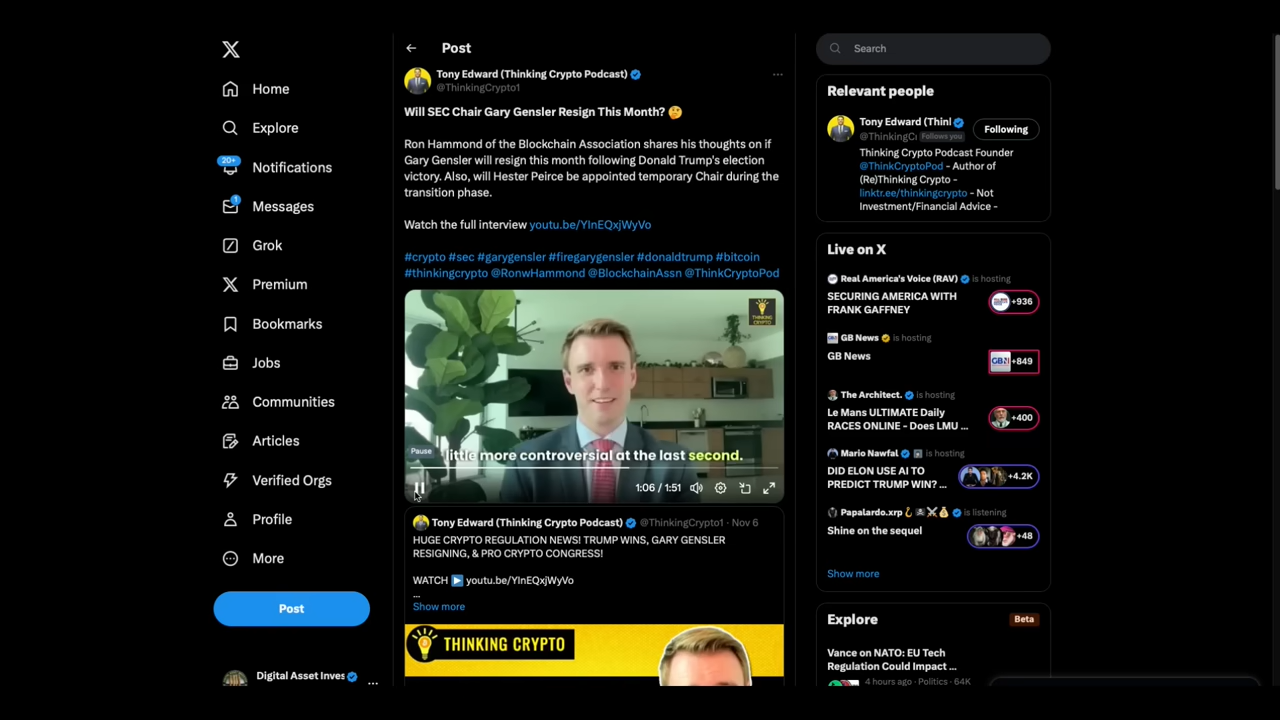 Home
Explore
20+
Notifications
1
Messages
Grok
Premium
Bookmarks
Jobs
Communities
Articles
Verified Orgs
Profile
More
Post
Digital Asset Inves
...
Post
Tony Edward (Thinking Crypto Podcast)
@ThinkingCrypto1
Will SEC Chair Gary Gensler Resign This Month? 🤔
Ron Hammond of the Blockchain Association shares his thoughts on if
Gary Gensler will resign this month following Donald Trump's election
victory. Also, will Hester Peirce be appointed temporary Chair during the
transition phase.
Watch the full interview youtu.be/YInEQxjWyVo
#crypto #sec #garygensler #firegarygensler #donaldtrump #bitcoin
#thinkingcrypto @RonwHammond @BlockchainAssn @ThinkCryptoPod
THINKING
CRYPTO
Pause
little more controversial at the last second.
1:06 / 1:51
Tony Edward (Thinking Crypto Podcast) @ThinkingCrypto1 · Nov 6
HUGE CRYPTO REGULATION NEWS! TRUMP WINS, GARY GENSLER
RESIGNING, & PRO CRYPTO CONGRESS!
WATCH ▶️ youtu.be/YInEQxjWyVo
...
Show more
THINKING CRYPTO
Search
Relevant people
Tony Edward (Thinl
@ThinkingCr Follows you
Following
Thinking Crypto Podcast Founder
@ThinkCryptoPod - Author of
(Re)Thinking Crypto -
linktr.ee/thinkingcrypto - Not
Investment/Financial Advice -
Live on X
Real America's Voice (RAV) is hosting
SECURING AMERICA WITH
FRANK GAFFNEY
+936
GB News is hosting
GB News
GBN
+849
The Architect. is hosting
Le Mans ULTIMATE Daily
RACES ONLINE - Does LMU ...
+400
Mario Nawfal is hosting
DID ELON USE AI TO
PREDICT TRUMP WIN? ...
+4.2K
Papalardo.xrp is listening
Shine on the sequel
+48
Show more
Explore
Beta
Vance on NATO: EU Tech
Regulation Could Impact ...
4 hours ago · Politics · 64K